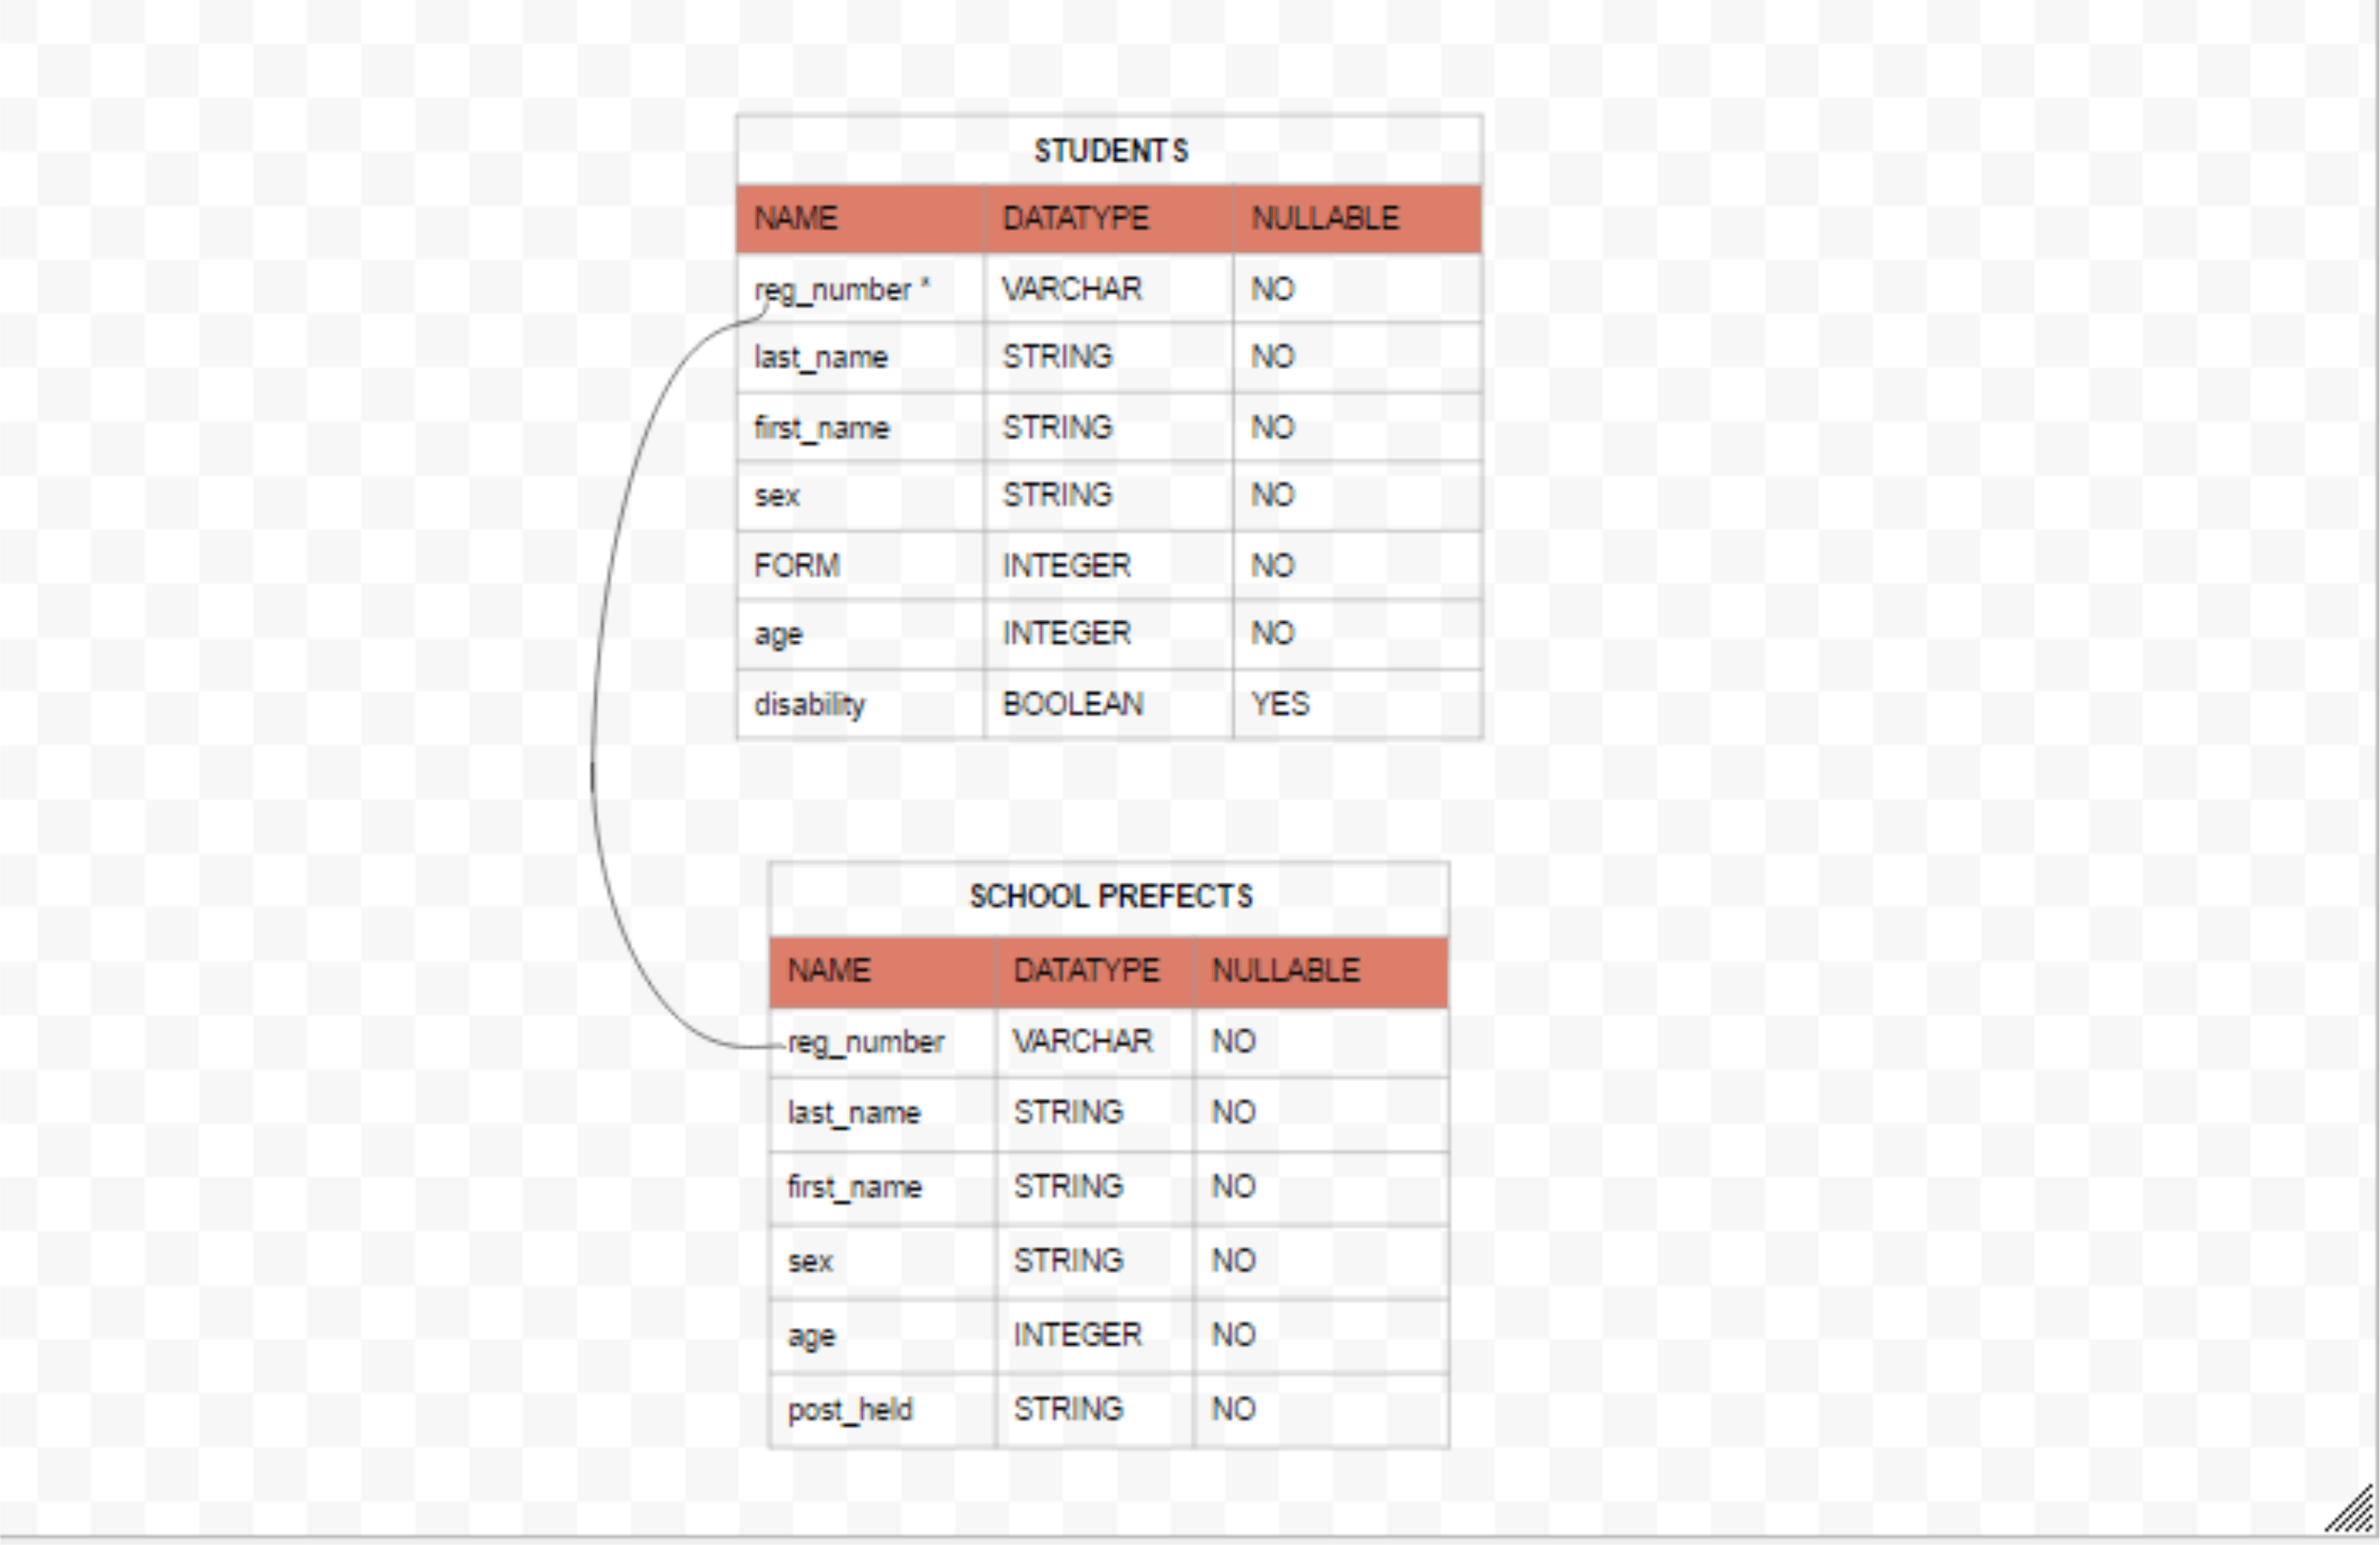 STUDENTS
NAME DATATYPE NULLABLE
reg_number * VARCHAR NO
last_name STRING NO
first_name STRING NO
sex STRING NO
FORM INTEGER NO
age INTEGER NO
disability BOOLEAN YES
SCHOOL PREFECTS
NAME DATATYPE NULLABLE
reg_number VARCHAR NO
last_name STRING NO
first_name STRING NO
sex STRING NO
age INTEGER NO
post_held STRING NO